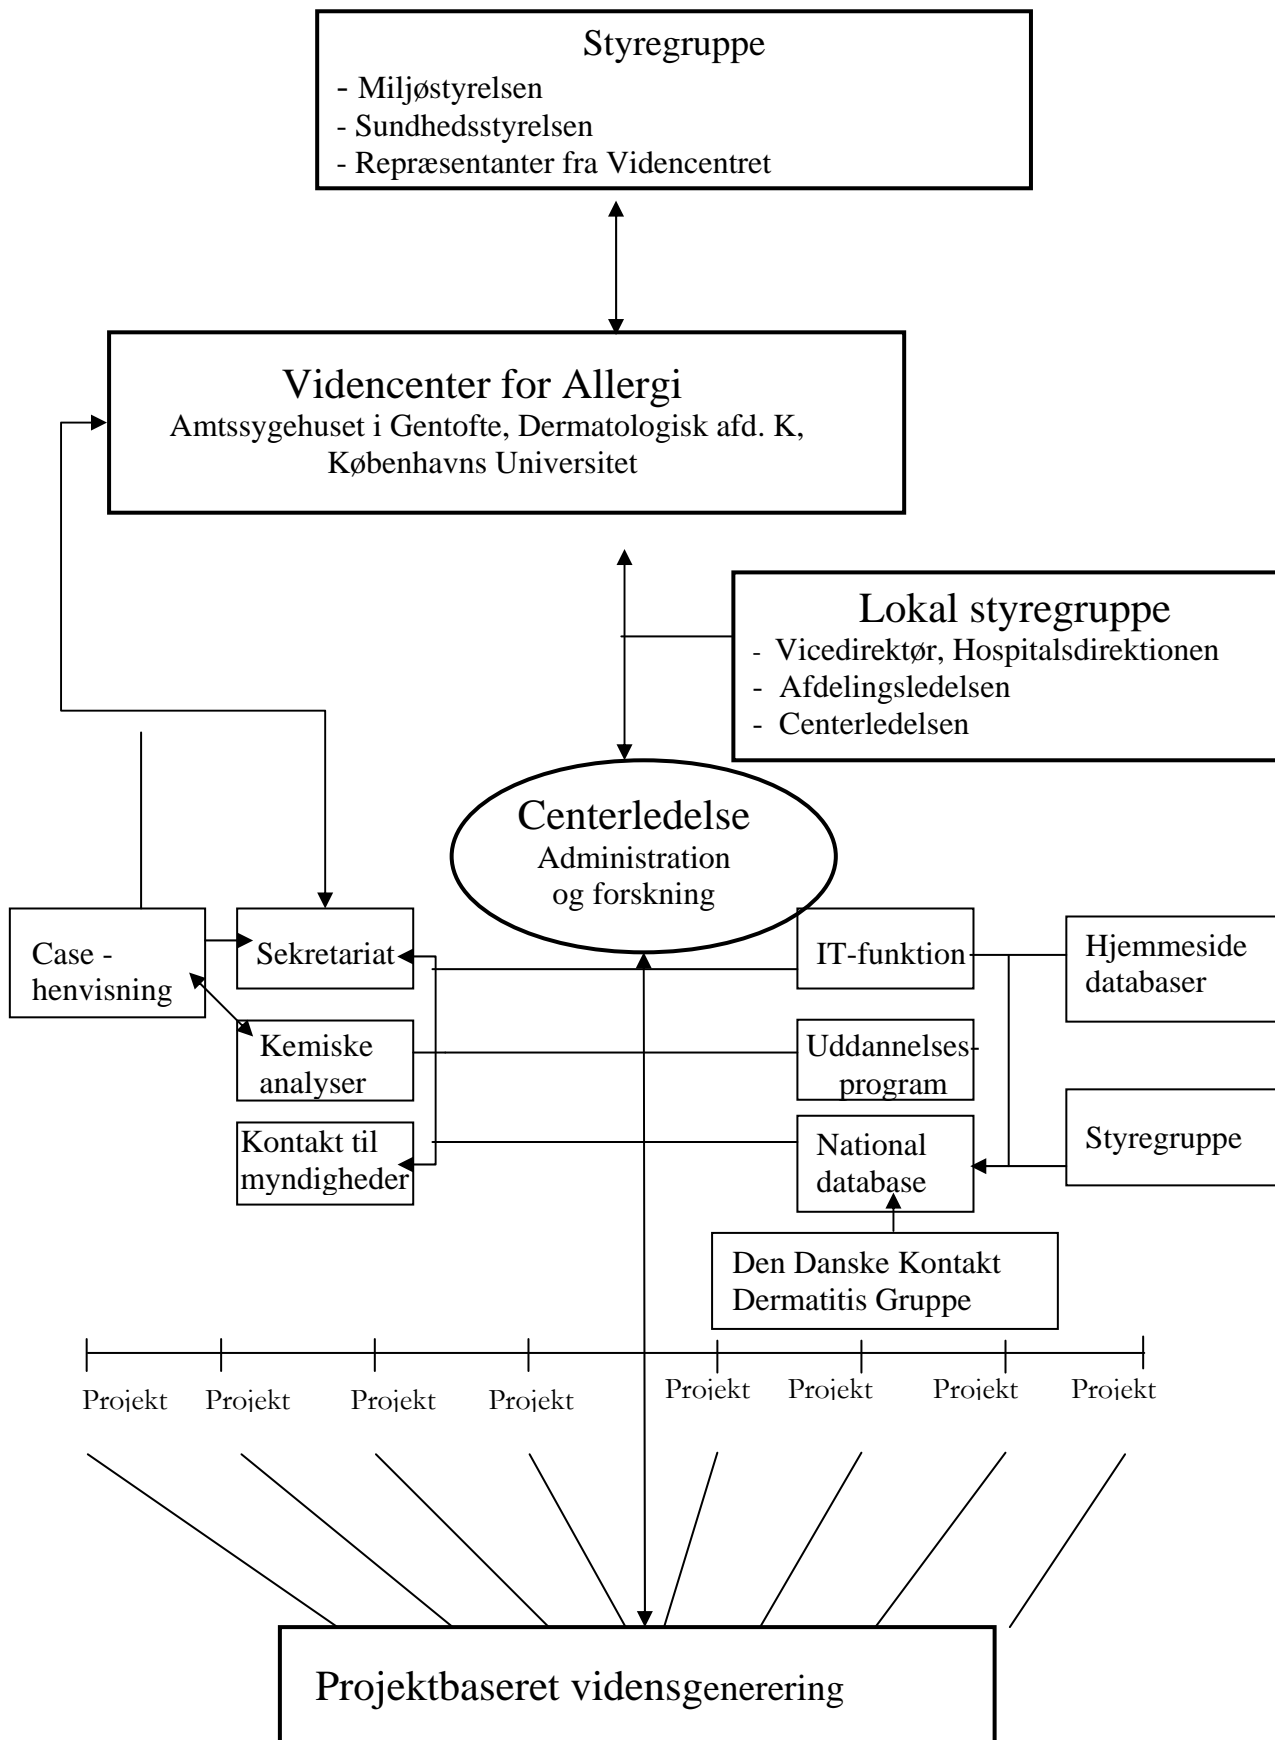 Styregruppe
- Miljøstyrelsen
- Sundhedsstyrelsen
- Repræsentanter fra Videncentret
Videncenter for Allergi
Amtssygehuset i Gentofte, Dermatologisk afd. K,
Københavns Universitet
Lokal styregruppe
- Vicedirektør, Hospitalsdirektionen
- Afdelingsledelsen
- Centerledelsen
Centerledelse
Administration
og forskning
Case -
henvisning
Sekretariat
IT-funktion
Hjemmeside
databaser
Kemiske
analyser
Uddannelses-
program
Kontakt til
myndigheder
National
database
Styregruppe
Den Danske Kontakt
Dermatitis Gruppe
Projekt
Projekt
Projekt
Projekt
Projekt
Projekt
Projekt
Projekt
Projektbaseret vidensgenerering